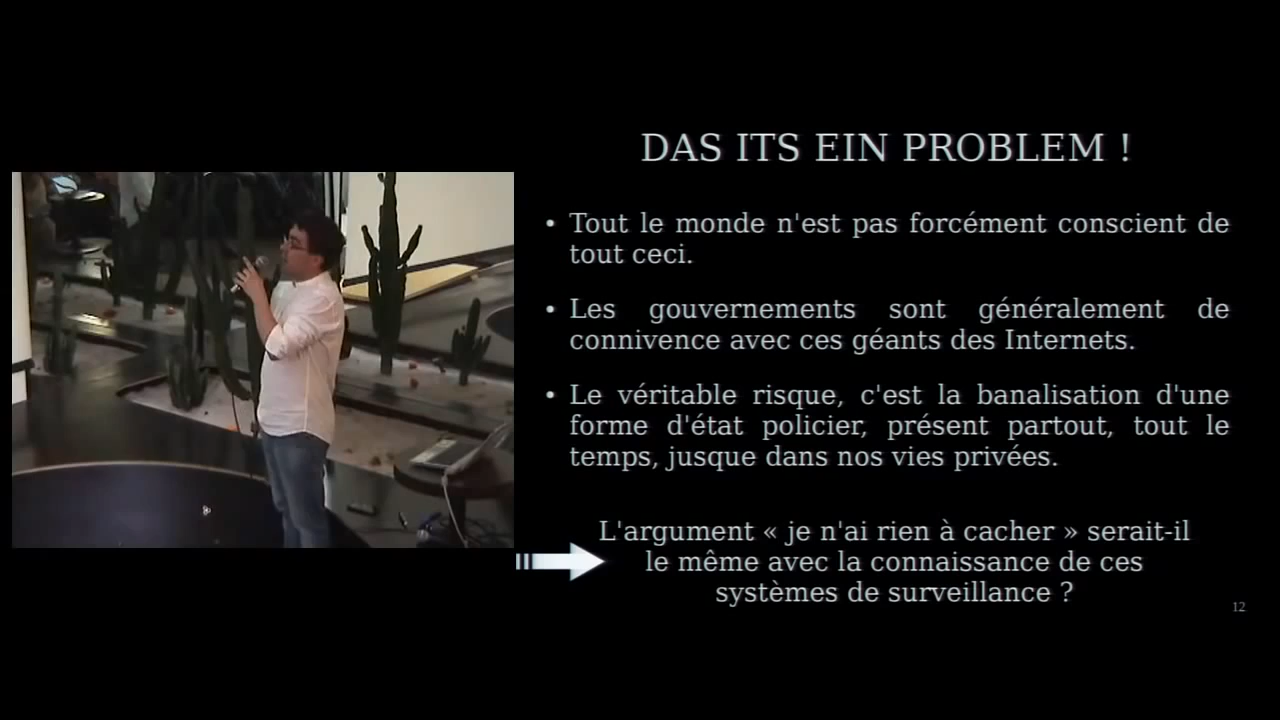 DAS ITS EIN PROBLEM !
• Tout le monde n'est pas forcément conscient de
tout ceci.
• Les gouvernements sont généralement de
connivence avec ces géants des Internets.
• Le véritable risque, c'est la banalisation d'une
forme d'état policier, présent partout, tout le
temps, jusque dans nos vies privées.
L'argument « je n'ai rien à cacher » serait-il
le même avec la connaissance de ces
systèmes de surveillance ?
12